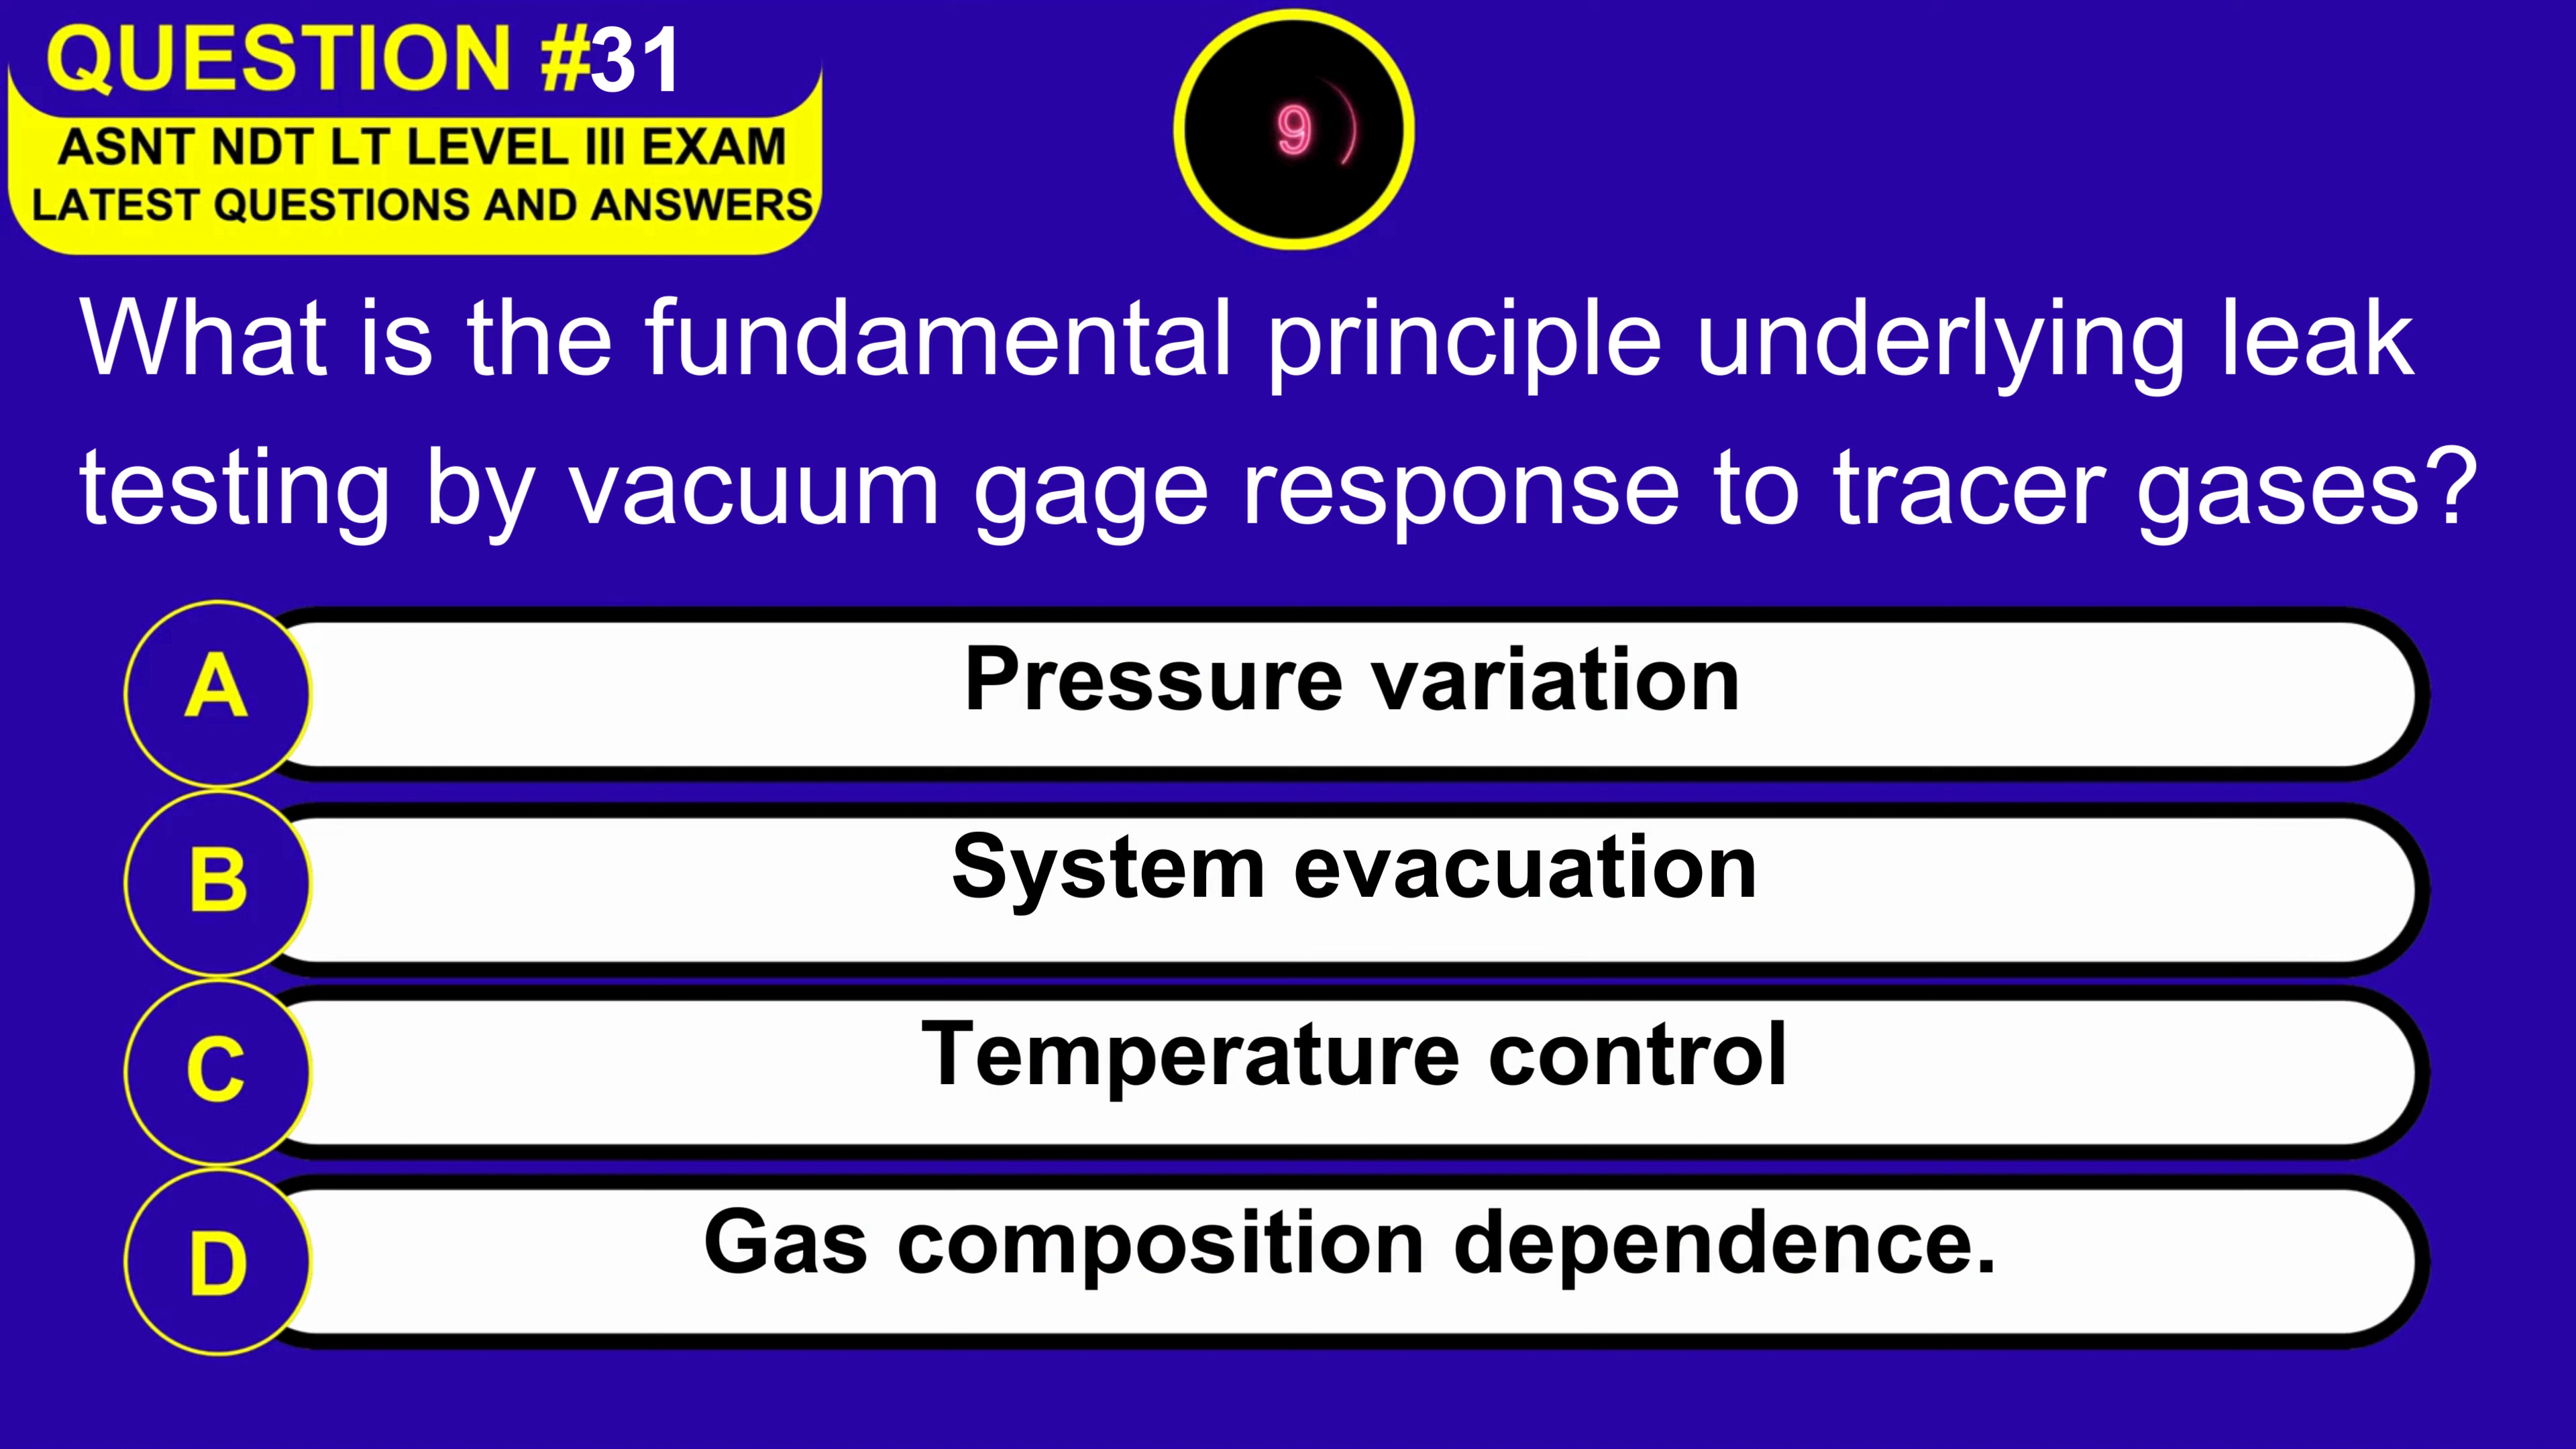 QUESTION #31
ASNT NDT LT LEVEL III EXAM
LATEST QUESTIONS AND ANSWERS
9
What is the fundamental principle underlying leak
testing by vacuum gage response to tracer gases?
A Pressure variation
B System evacuation
C Temperature control
D Gas composition dependence.